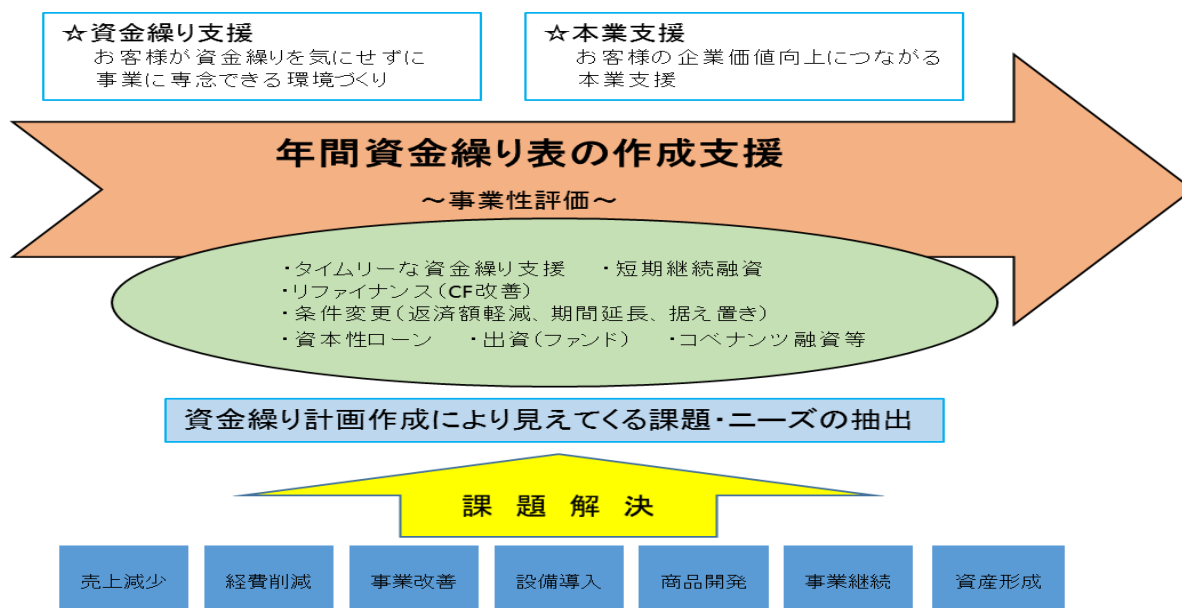 ☆資金繰り支援
お客様が資金繰りを気にせずに
事業に専念できる環境づくり
☆本業支援
お客様の企業価値向上につながる
本業支援
年間資金繰り表の作成支援
～事業性評価～
・タイムリーな資金繰り支援　・短期継続融資
・リファイナンス(CF改善)
・条件変更(返済額軽減、期間延長、据え置き)
・資本性ローン　・出資(ファンド)　・コベナンツ融資等
資金繰り計画作成により見えてくる課題・ニーズの抽出
課題解決
売上減少
経費削減
事業改善
設備導入
商品開発
事業継続
資産形成